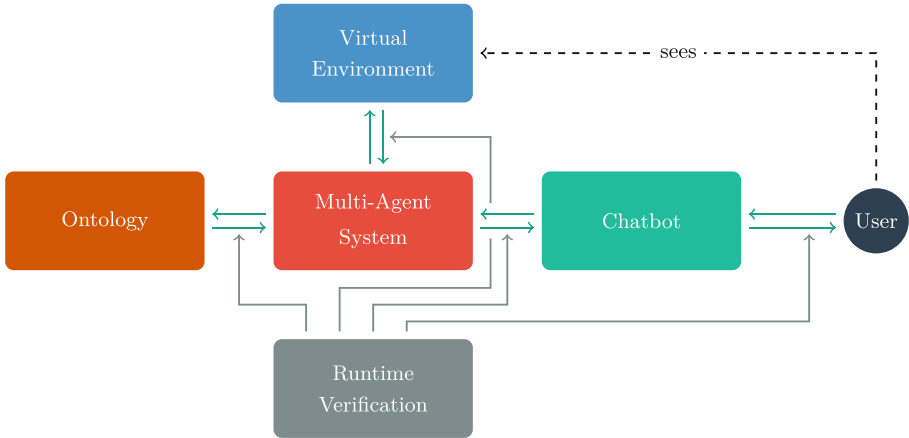 Virtual
Environment
sees
Multi-Agent
System
Ontology
Chatbot
User
Runtime
Verification